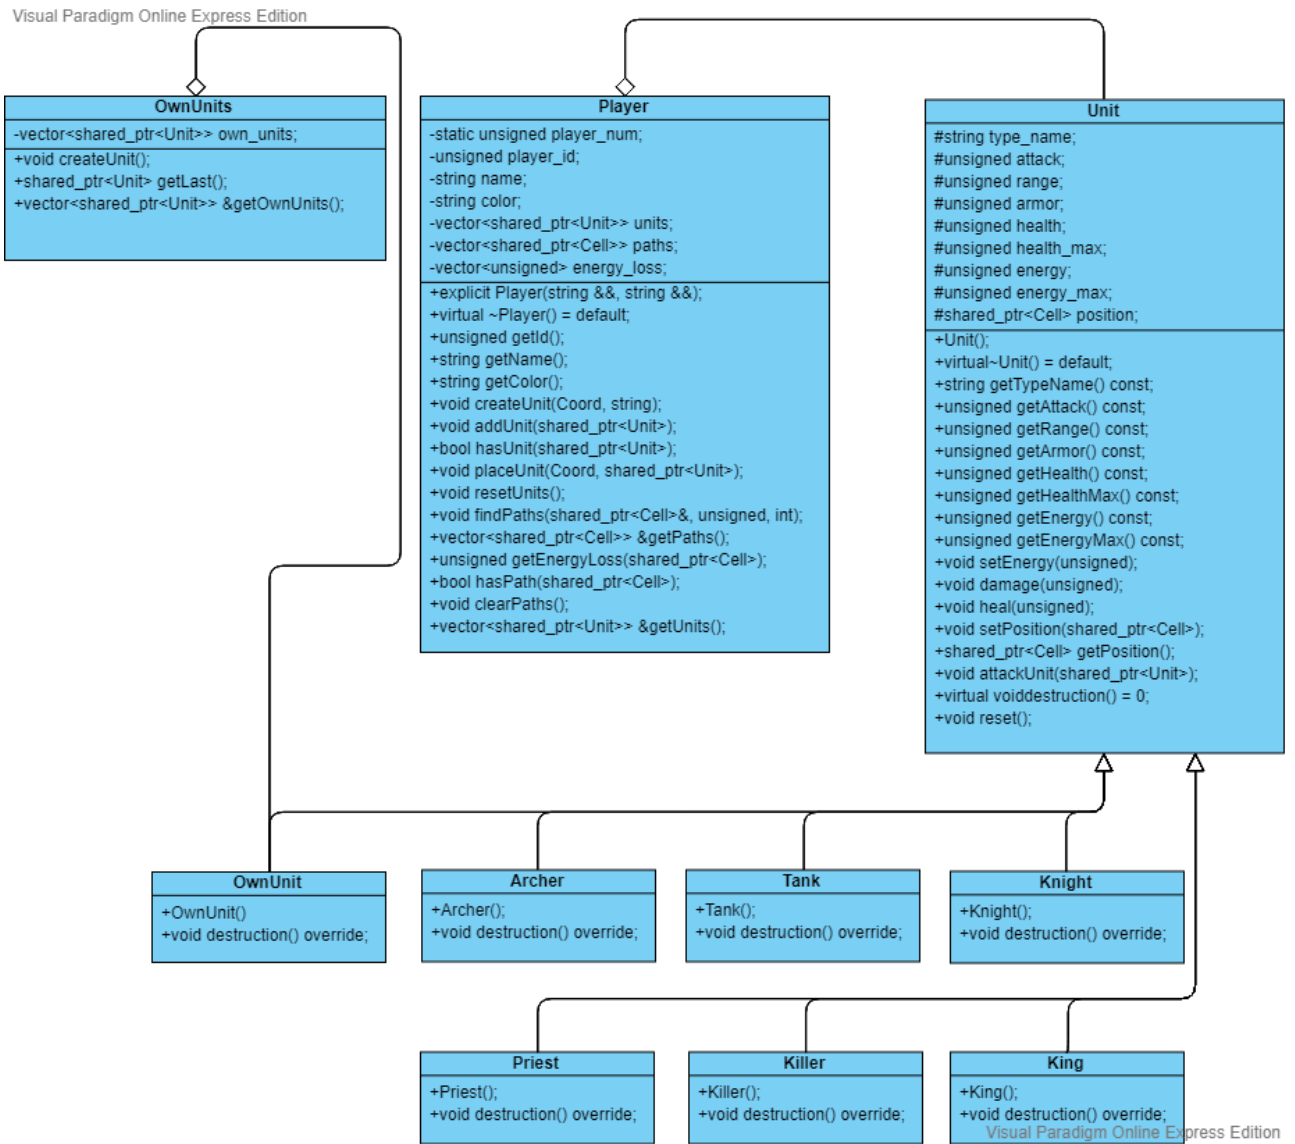 Visual Paradigm Online Express Edition
OwnUnits
-vector<shared_ptr<Unit>> own_units;
+void createUnit();
+shared_ptr<Unit> getLast();
+vector<shared_ptr<Unit>> &getOwnUnits();
Player
-static unsigned player_num;
-unsigned player_id;
-string name;
-string color;
-vector<shared_ptr<Unit>> units;
-vector<shared_ptr<Cell>> paths;
-vector<unsigned> energy_loss;
+explicit Player(string &&, string &&);
+virtual ~Player() = default;
+unsigned getId();
+string getName();
+string getColor();
+void createUnit(Coord, string);
+void addUnit(shared_ptr<Unit>);
+bool hasUnit(shared_ptr<Unit>);
+void placeUnit(Coord, shared_ptr<Unit>);
+void resetUnits();
+void findPaths(shared_ptr<Cell>&, unsigned, int);
+vector<shared_ptr<Cell>> &getPaths();
+unsigned getEnergyLoss(shared_ptr<Cell>);
+bool hasPath(shared_ptr<Cell>);
+void clearPaths();
+vector<shared_ptr<Unit>> &getUnits();
Unit
#string type_name;
#unsigned attack;
#unsigned range;
#unsigned armor;
#unsigned health;
#unsigned health_max;
#unsigned energy;
#unsigned energy_max;
#shared_ptr<Cell> position;
+Unit();
+virtual~Unit() = default;
+string getTypeName() const;
+unsigned getAttack() const;
+unsigned getRange() const;
+unsigned getArmor() const;
+unsigned getHealth() const;
+unsigned getHealthMax() const;
+unsigned getEnergy() const;
+unsigned getEnergyMax() const;
+void setEnergy(unsigned);
+void damage(unsigned);
+void heal(unsigned);
+void setPosition(shared_ptr<Cell>);
+shared_ptr<Cell> getPosition();
+void attackUnit(shared_ptr<Unit>);
+virtual voiddestruction() = 0;
+void reset();
OwnUnit
+OwnUnit()
+void destruction() override;
Archer
+Archer();
+void destruction() override;
Tank
+Tank();
+void destruction() override;
Knight
+Knight();
+void destruction() override;
Priest
+Priest();
+void destruction() override;
Killer
+Killer();
+void destruction() override;
King
+King();
+void destruction() override;
Visual Paradigm Online Express Edition